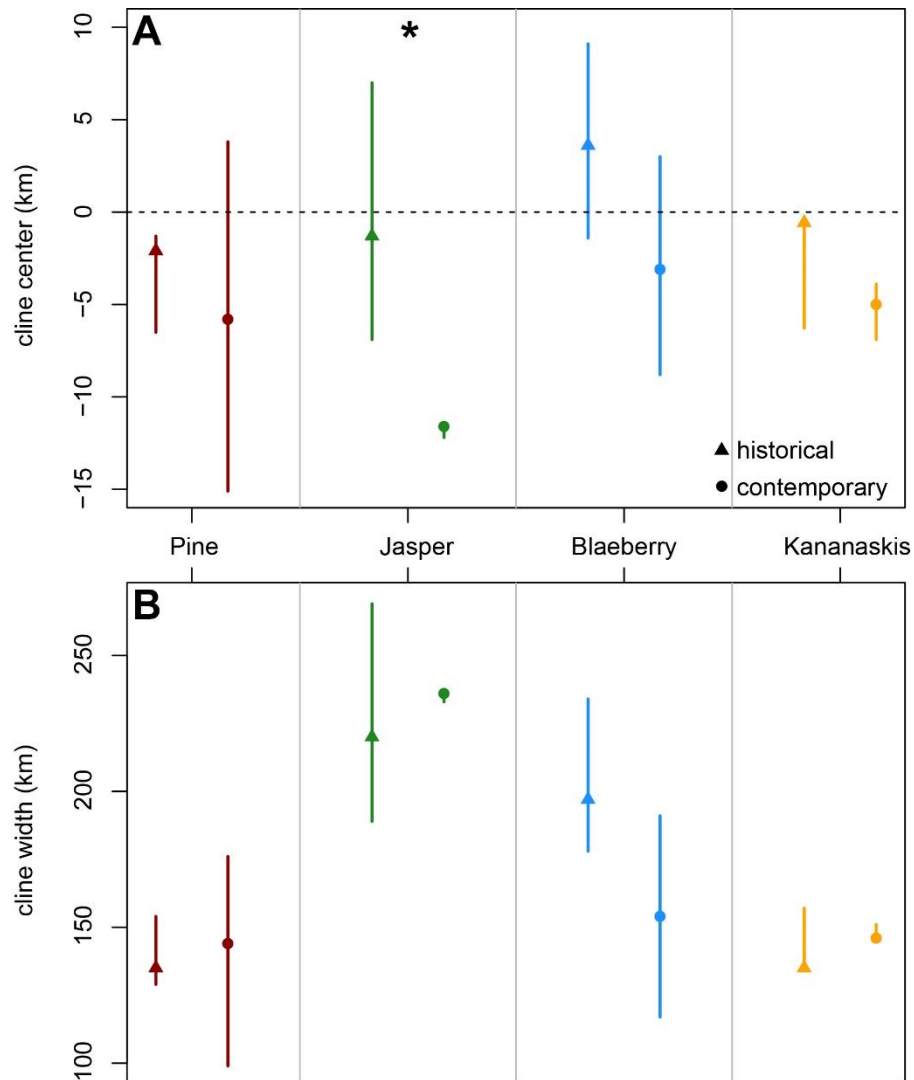 A
*
cline center (km)
10
5
0
−5
−10
−15
historical
contemporary
Pine Jasper Blaeberry Kananaskis
B
cline width (km)
250
200
150
100